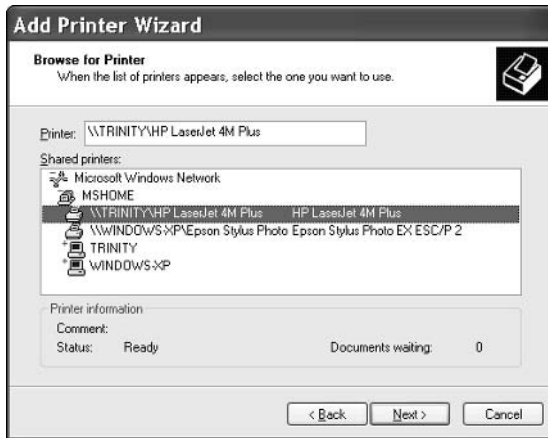 Add Printer Wizard
Browse for Printer
When the list of printers appears, select the one you want to use.
Printer: \\TRINITY\HP LaserJet 4M Plus
Shared printers:
Microsoft Windows Network
MSHOME
\\TRINITY\HP LaserJet 4M Plus HP LaserJet 4M Plus
\\WINDOWS-XP\Epson Stylus Photo Epson Stylus Photo EX ESC/P 2
TRINITY
WINDOWS-XP
Printer information
Comment:
Status: Ready Documents waiting: 0
< Back Next > Cancel